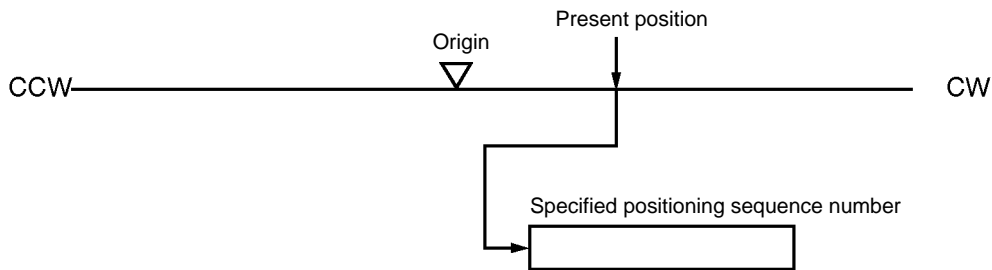 Present position
Origin
CCW
CW
Specified positioning sequence number